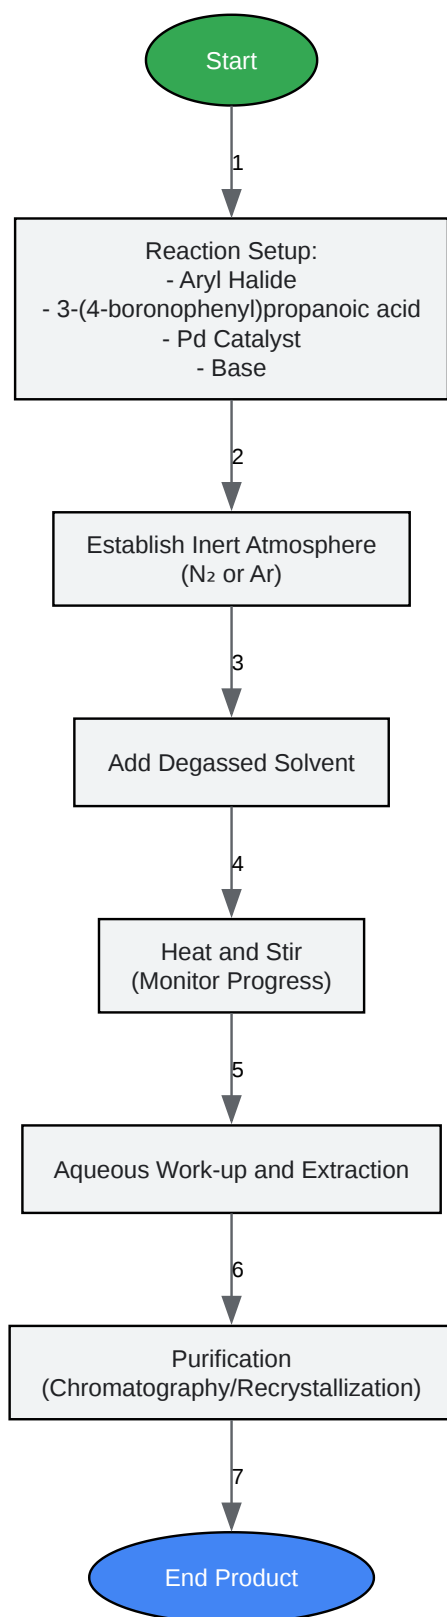 Start
1
Reaction Setup:
- Aryl Halide
- 3-(4-boronophenyl)propanoic acid
- Pd Catalyst
- Base
2
Establish Inert Atmosphere
(N₂ or Ar)
3
Add Degassed Solvent
4
Heat and Stir
(Monitor Progress)
5
Aqueous Work-up and Extraction
6
Purification
(Chromatography/Recrystallization)
7
End Product